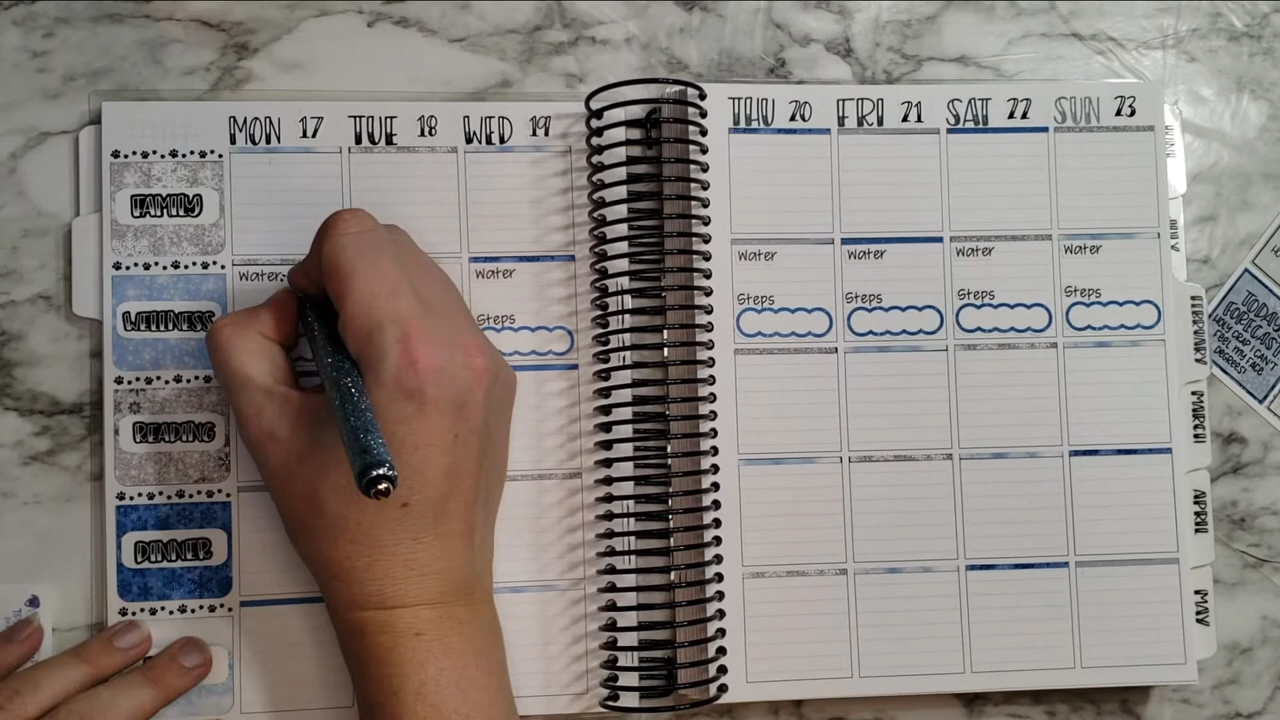 MON 17 TUE 18 WED 19 THU 20 FRI 21 SAT 22 SUN 23
FAMILY
WELLNESS
Water
Water
Water
Water
Water
Water
Steps
Steps
Steps
Steps
Steps
READING
DINNER
FEBRUARY
MARCH
APRIL
MAY
TODAY'S
FORECAST
HOLY CRAP I CAN'T
FEEL MY FACE
DEGREES!